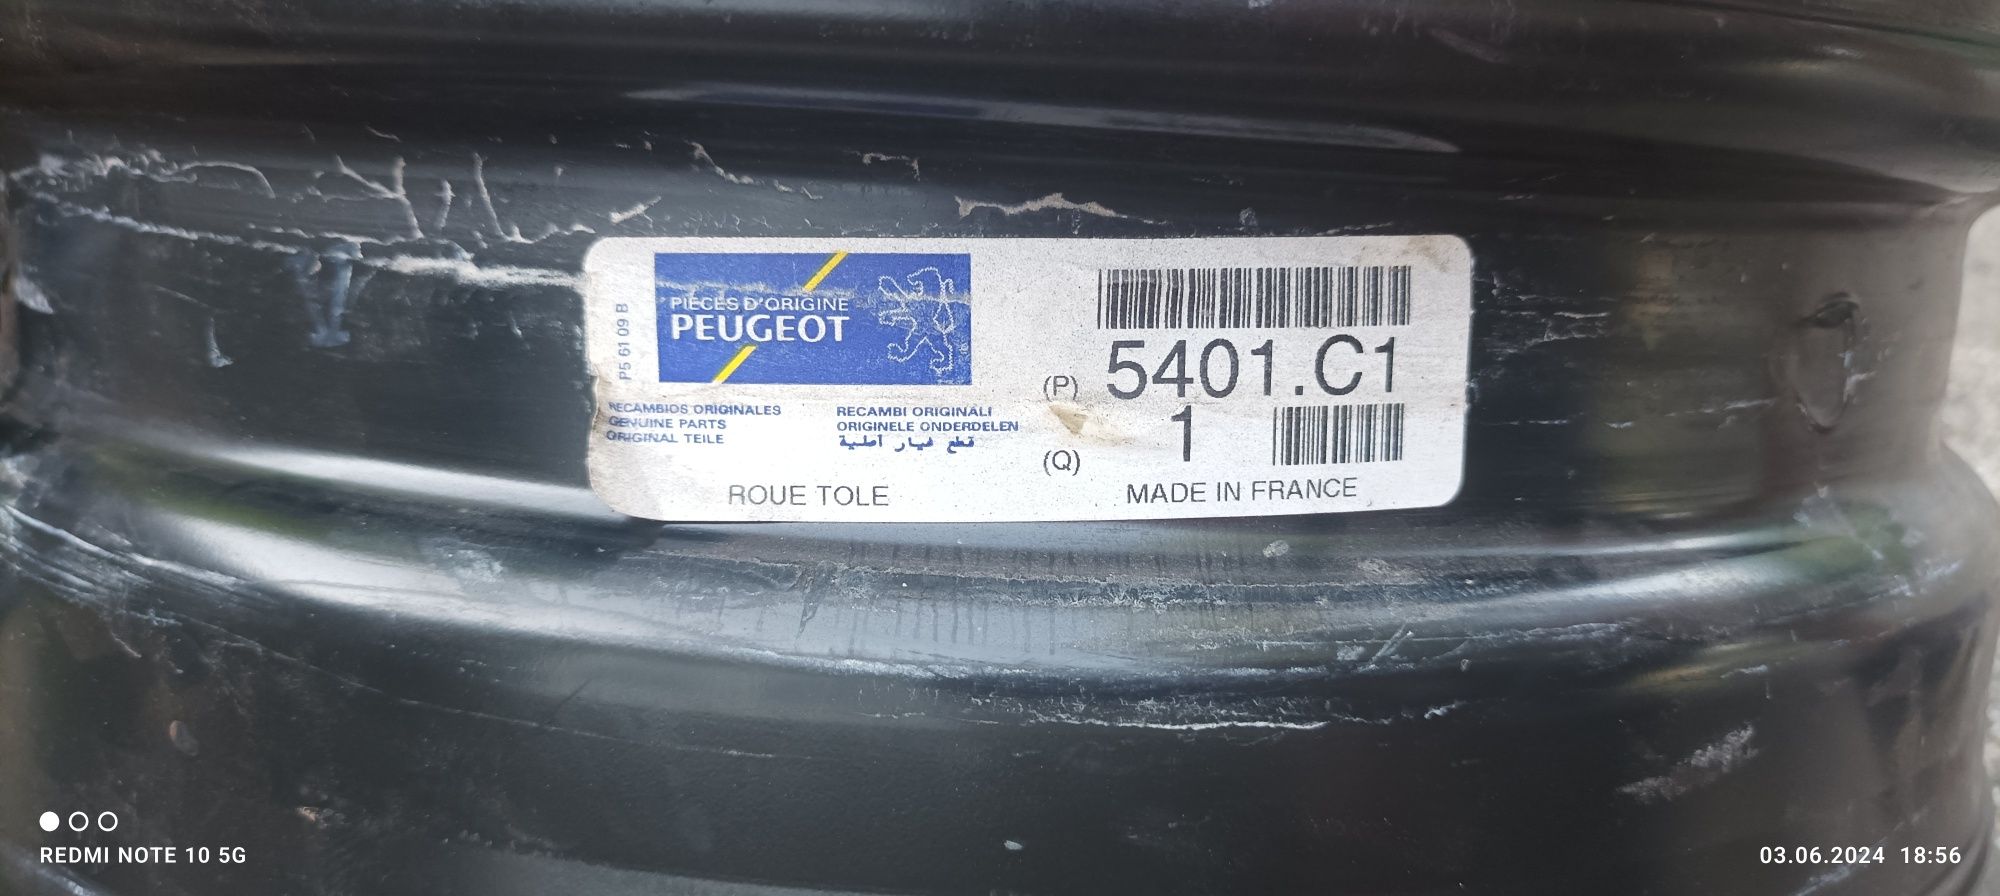 P5 61 09 B
PIÈCES D'ORIGINE
PEUGEOT
RECAMBIOS ORIGINALES
GENUINE PARTS
ORIGINAL TEILE
RECAMBI ORIGINALI
ORIGINELE ONDERDELEN
قطع غيار أصلية
ROUE TOLE
(P) 5401.C1
(Q) 1
MADE IN FRANCE
REDMI NOTE 10 5G
03.06.2024 18:56